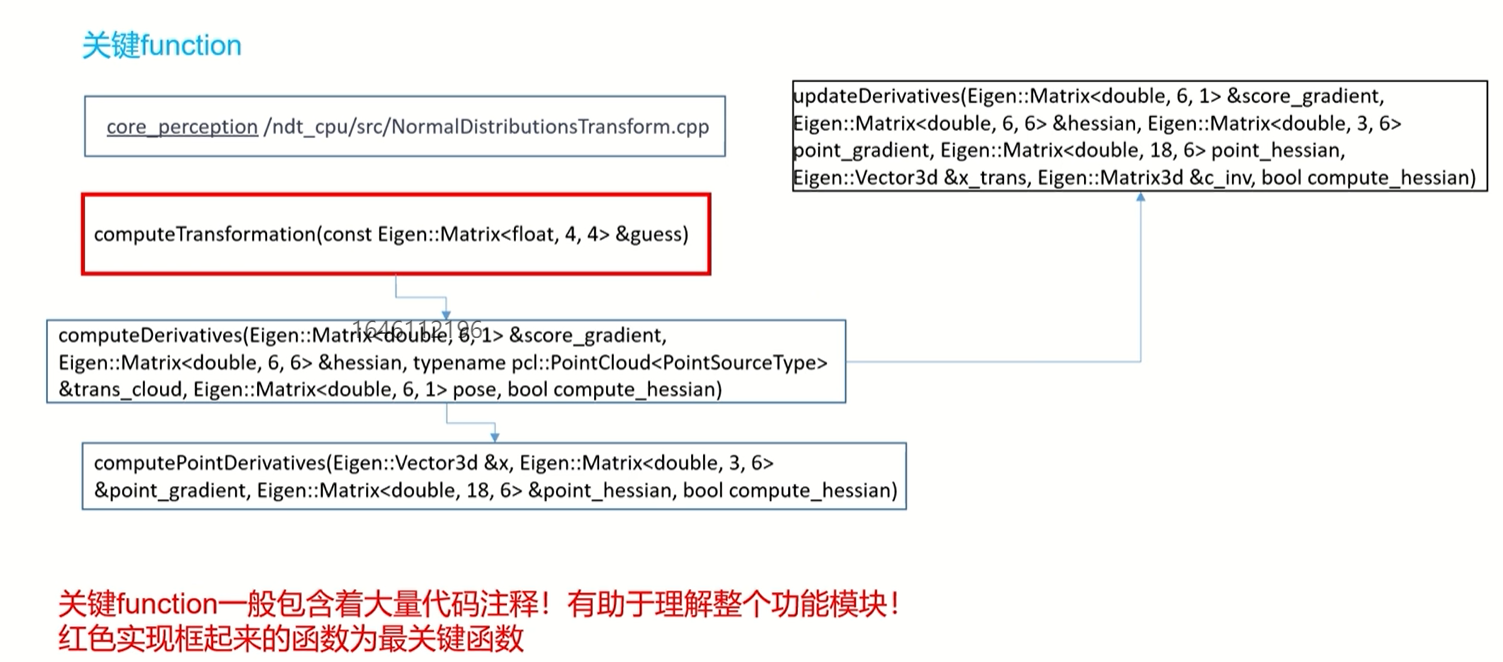 关键function
core_perception /ndt_cpu/src/NormalDistributionsTransform.cpp
computeTransformation(const Eigen::Matrix<float, 4, 4> &guess)
computeDerivatives(Eigen::Matrix<double, 6, 1> &score_gradient,
Eigen::Matrix<double, 6, 6> &hessian, typename pcl::PointCloud<PointSourceType>
&trans_cloud, Eigen::Matrix<double, 6, 1> pose, bool compute_hessian)
1646112196
computePointDerivatives(Eigen::Vector3d &x, Eigen::Matrix<double, 3, 6>
&point_gradient, Eigen::Matrix<double, 18, 6> &point_hessian, bool compute_hessian)
updateDerivatives(Eigen::Matrix<double, 6, 1> &score_gradient,
Eigen::Matrix<double, 6, 6> &hessian, Eigen::Matrix<double, 3, 6>
point_gradient, Eigen::Matrix<double, 18, 6> point_hessian,
Eigen::Vector3d &x_trans, Eigen::Matrix3d &c_inv, bool compute_hessian)
关键function一般包含着大量代码注释！有助于理解整个功能模块！
红色实现框起来的函数为最关键函数